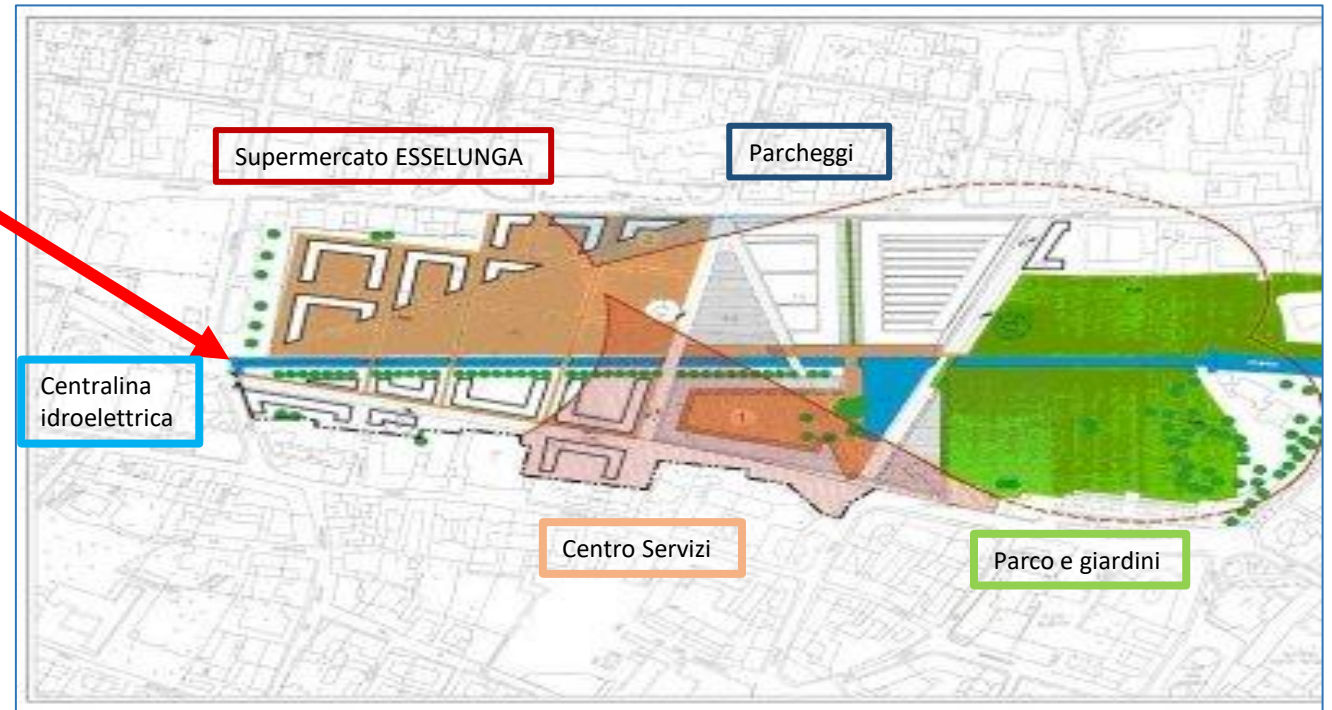 Supermercato ESSELUNGA
Parcheggi
Centralina
idroelettrica
Centro Servizi
Parco e giardini